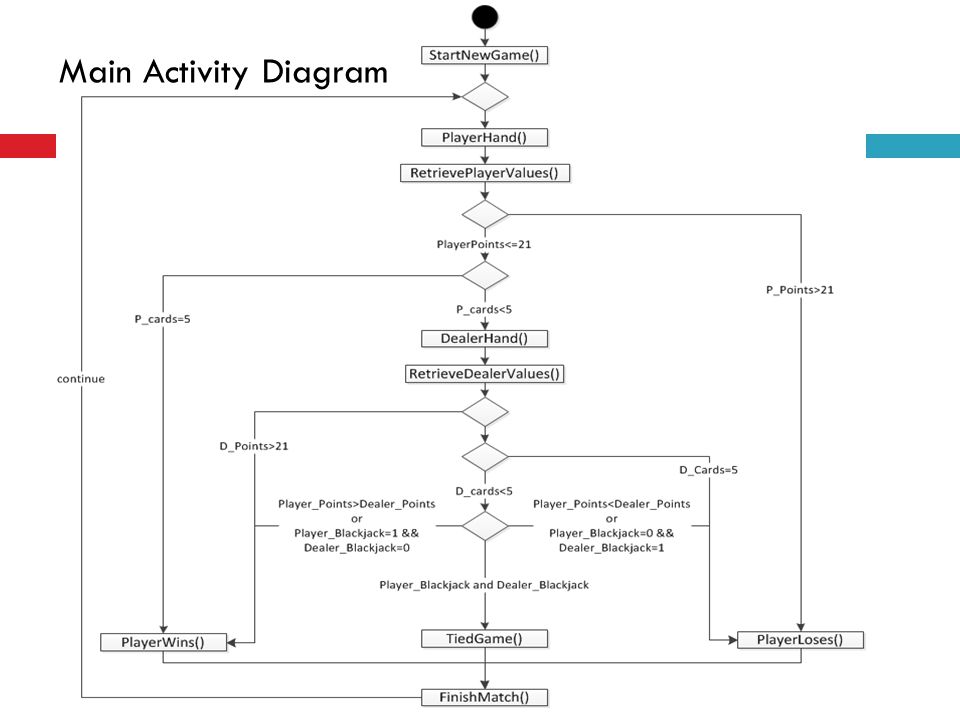 Main Activity Diagram
StartNewGame()
PlayerHand()
RetrievePlayerValues()
PlayerPoints<=21
P_Points>21
P_cards<5
P_cards=5
DealerHand()
RetrieveDealerValues()
continue
D_Points>21
D_Cards=5
D_cards<5
Player_Points>Dealer_Points
or
Player_Blackjack=1 &&
Dealer_Blackjack=0
Player_Points<Dealer_Points
or
Player_Blackjack=0 &&
Dealer_Blackjack=1
Player_Blackjack and Dealer_Blackjack
PlayerWins()
TiedGame()
PlayerLoses()
FinishMatch()